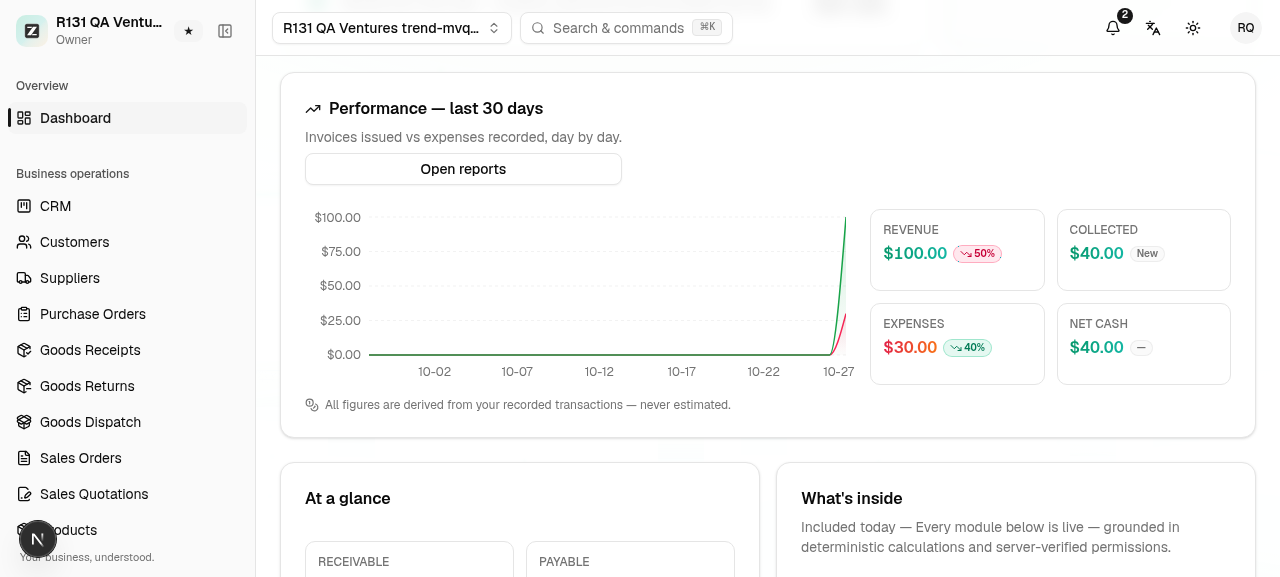 R131 QA Ventu...
Owner
★
R131 QA Ventures trend-mvq...
Search & commands
⌘K
2
RQ
Overview
Dashboard
Business operations
CRM
Customers
Suppliers
Purchase Orders
Goods Receipts
Goods Returns
Goods Dispatch
Sales Orders
Sales Quotations
oducts
N
Your business, understood.
Performance — last 30 days
Invoices issued vs expenses recorded, day by day.
Open reports
$100.00
$75.00
$50.00
$25.00
$0.00
10-02 10-07 10-12 10-17 10-22 10-27
REVENUE
$100.00 50%
COLLECTED
$40.00 New
EXPENSES
$30.00 40%
NET CASH
$40.00 —
All figures are derived from your recorded transactions — never estimated.
At a glance
RECEIVABLE
PAYABLE
What's inside
Included today — Every module below is live — grounded in
deterministic calculations and server-verified permissions.